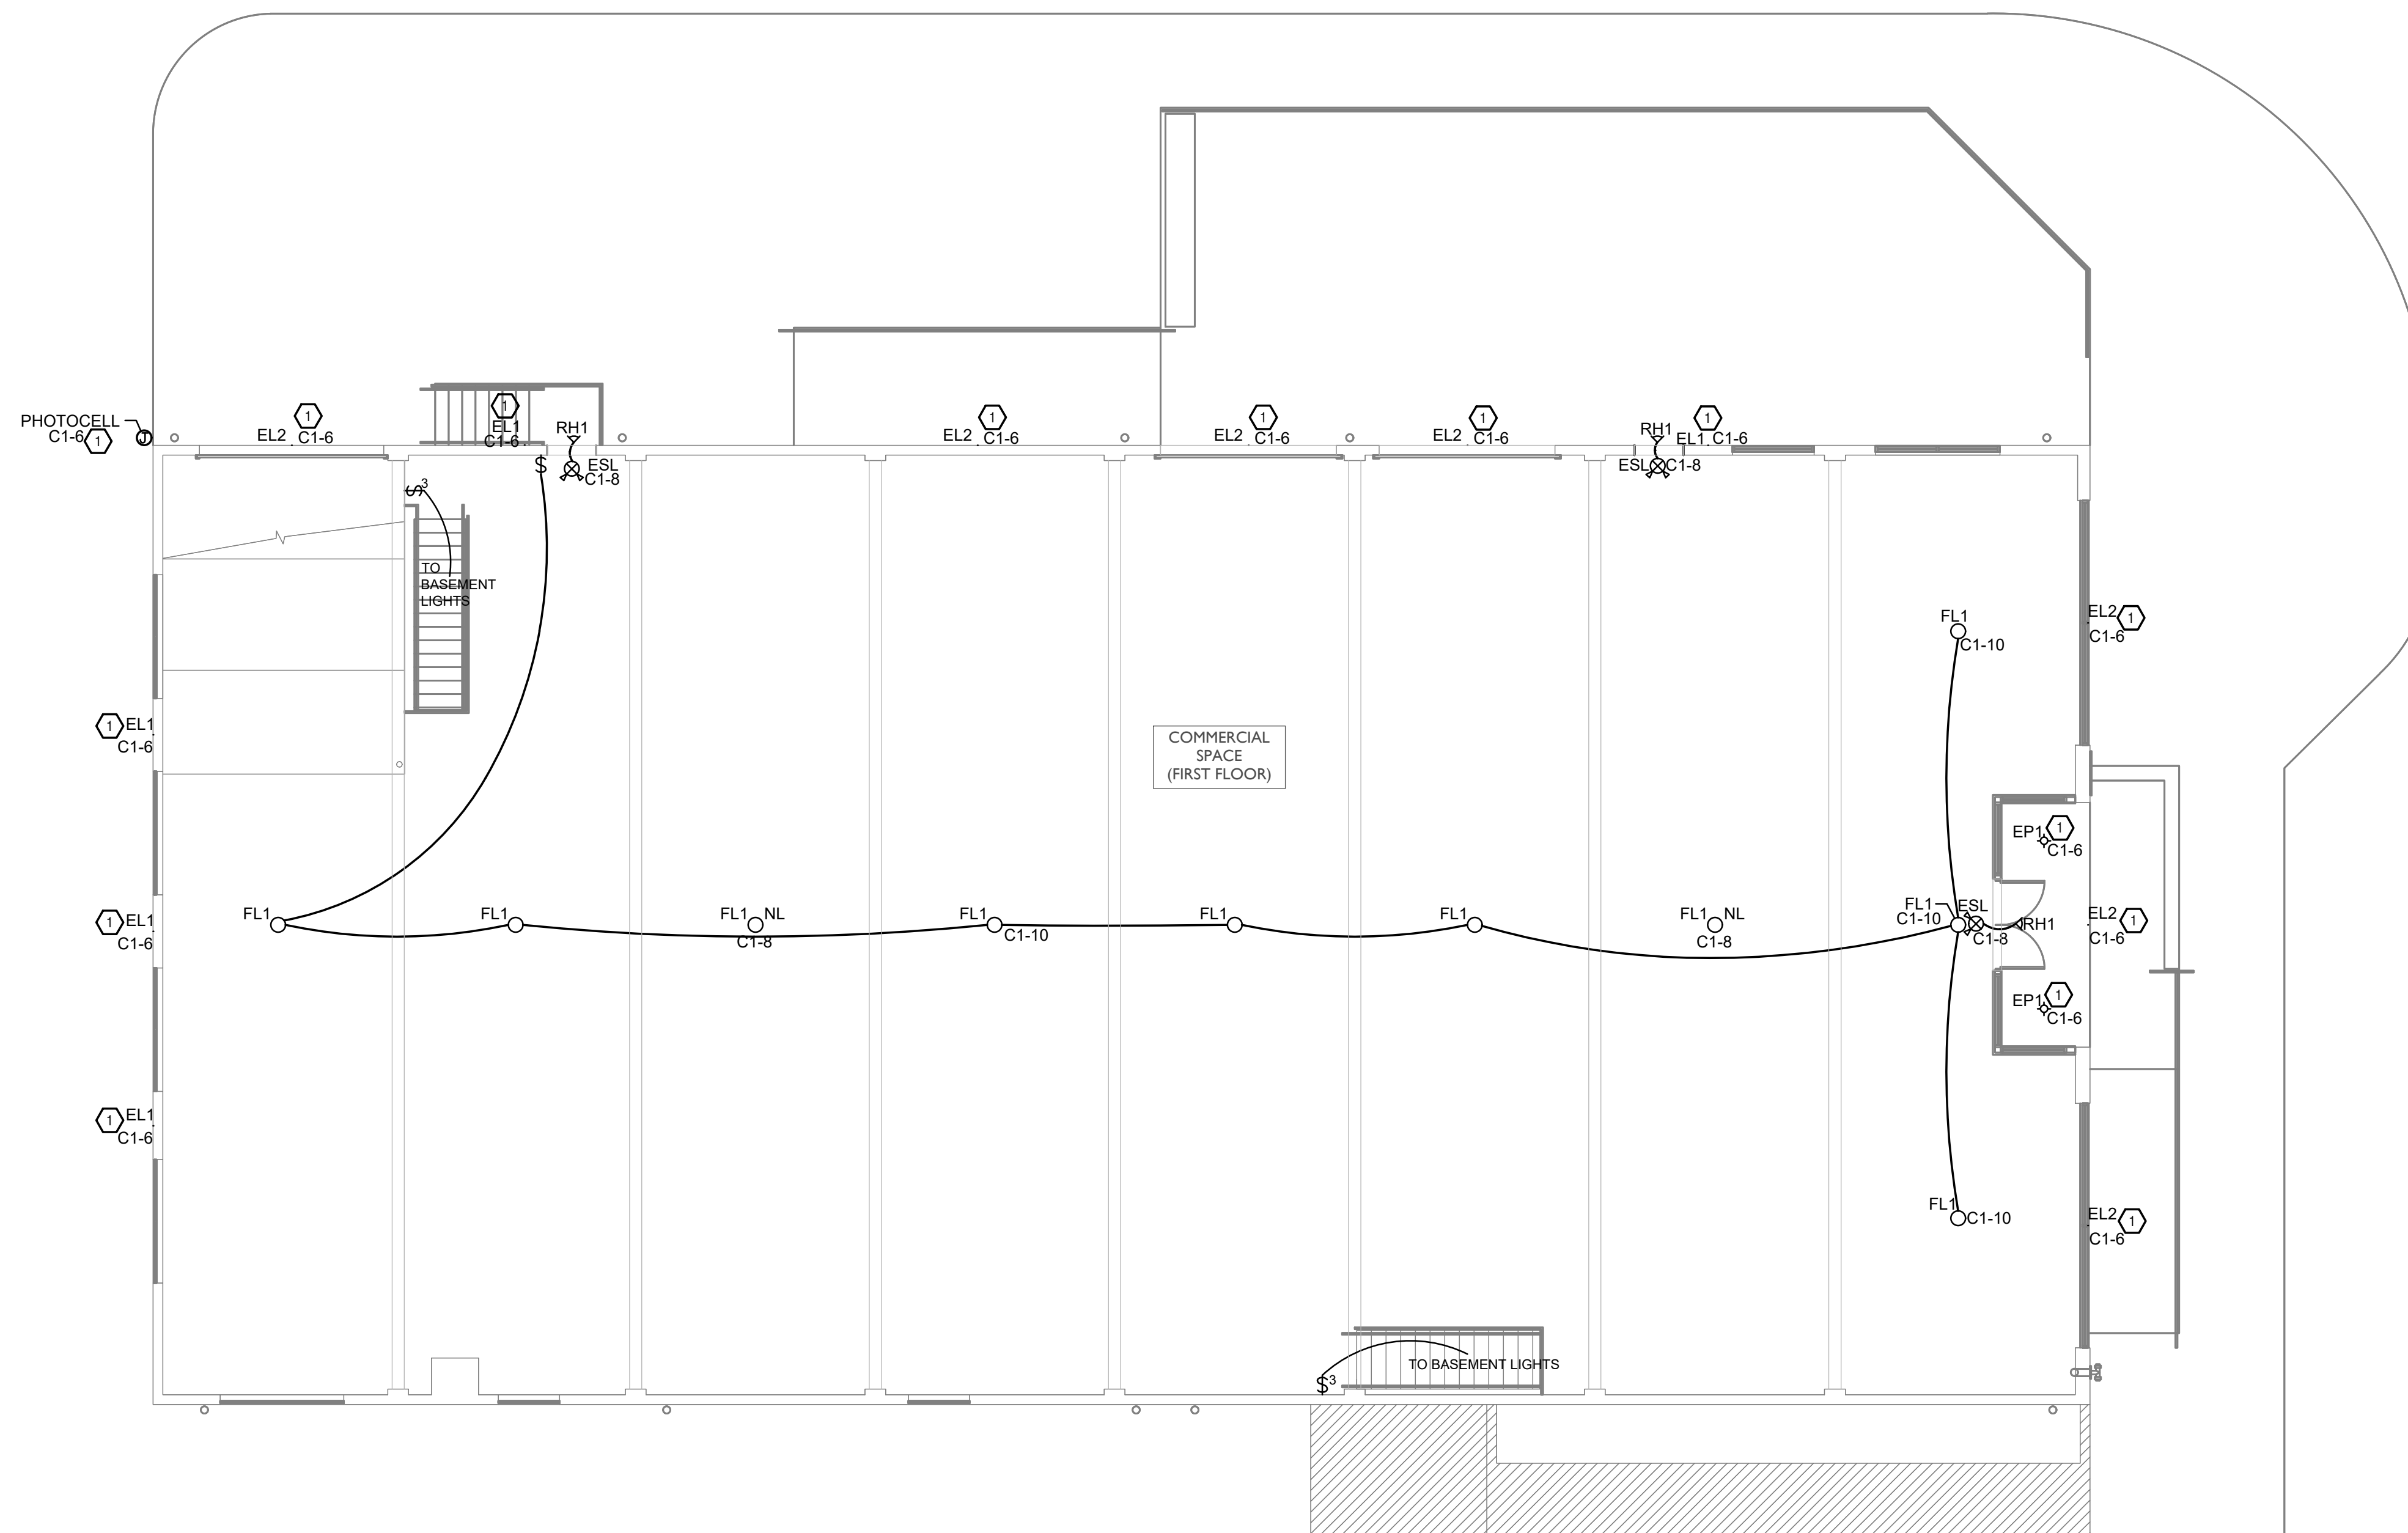 1
1
1
1
1
1
PHOTOCELL
C1-6
1
EL2 C1-6
EL1
C1-6
RH1
EL2 C1-6
EL2 C1-6
EL2 C1-6
RH1
EL1 C1-6
J
$
ESL
C1-8
ESL C1-8
$3
TO
BASEMENT
LIGHTS
FL1
C1-10
EL2 1
C1-6
1 EL1
C1-6
COMMERCIAL
SPACE
(FIRST FLOOR)
EP1 1
C1-6
1 EL1
C1-6
FL1
FL1
FL1 NL
C1-8
FL1
C1-10
FL1
FL1
FL1 NL
C1-8
FL1
C1-10
ESL
C1-8
RH1
EL2 1
C1-6
EP1 1
C1-6
1 EL1
C1-6
FL1
C1-10
EL2 1
C1-6
TO BASEMENT LIGHTS
$3